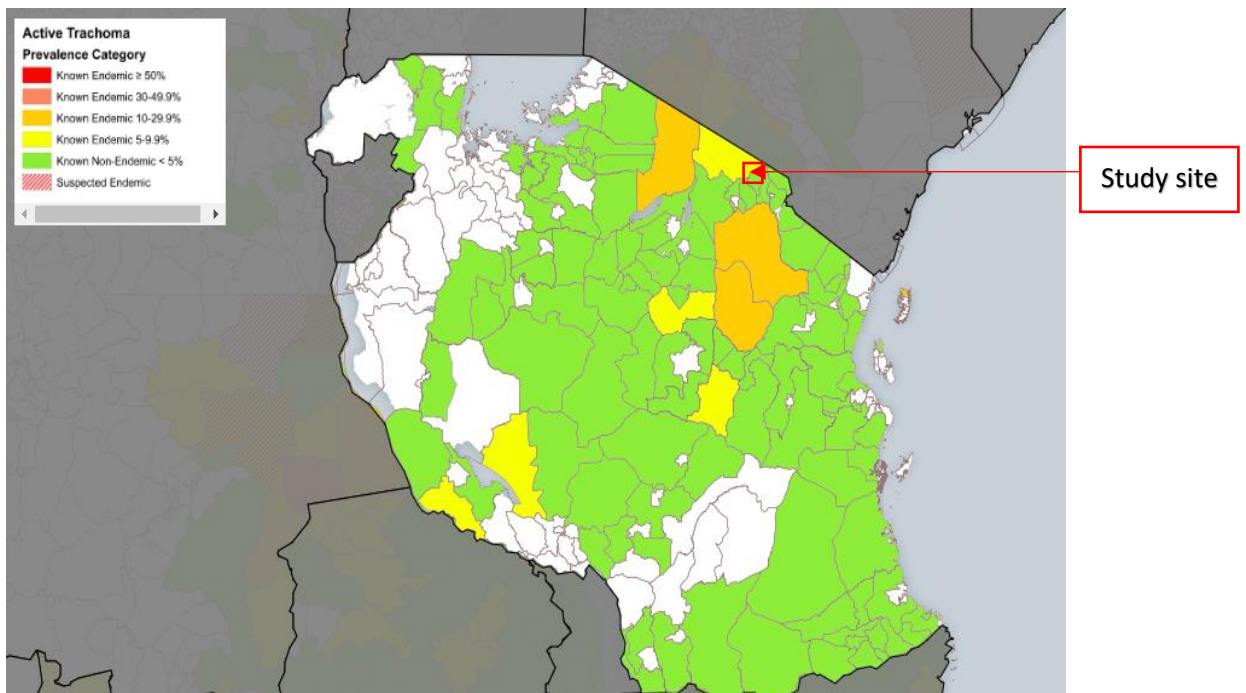 Active Trachoma
Prevalence Category
Known Endemic ≥ 50%
Known Endemic 30-49.9%
Known Endemic 10-29.9%
Known Endemic 5-9.9%
Known Non-Endemic < 5%
Suspected Endemic
Study site